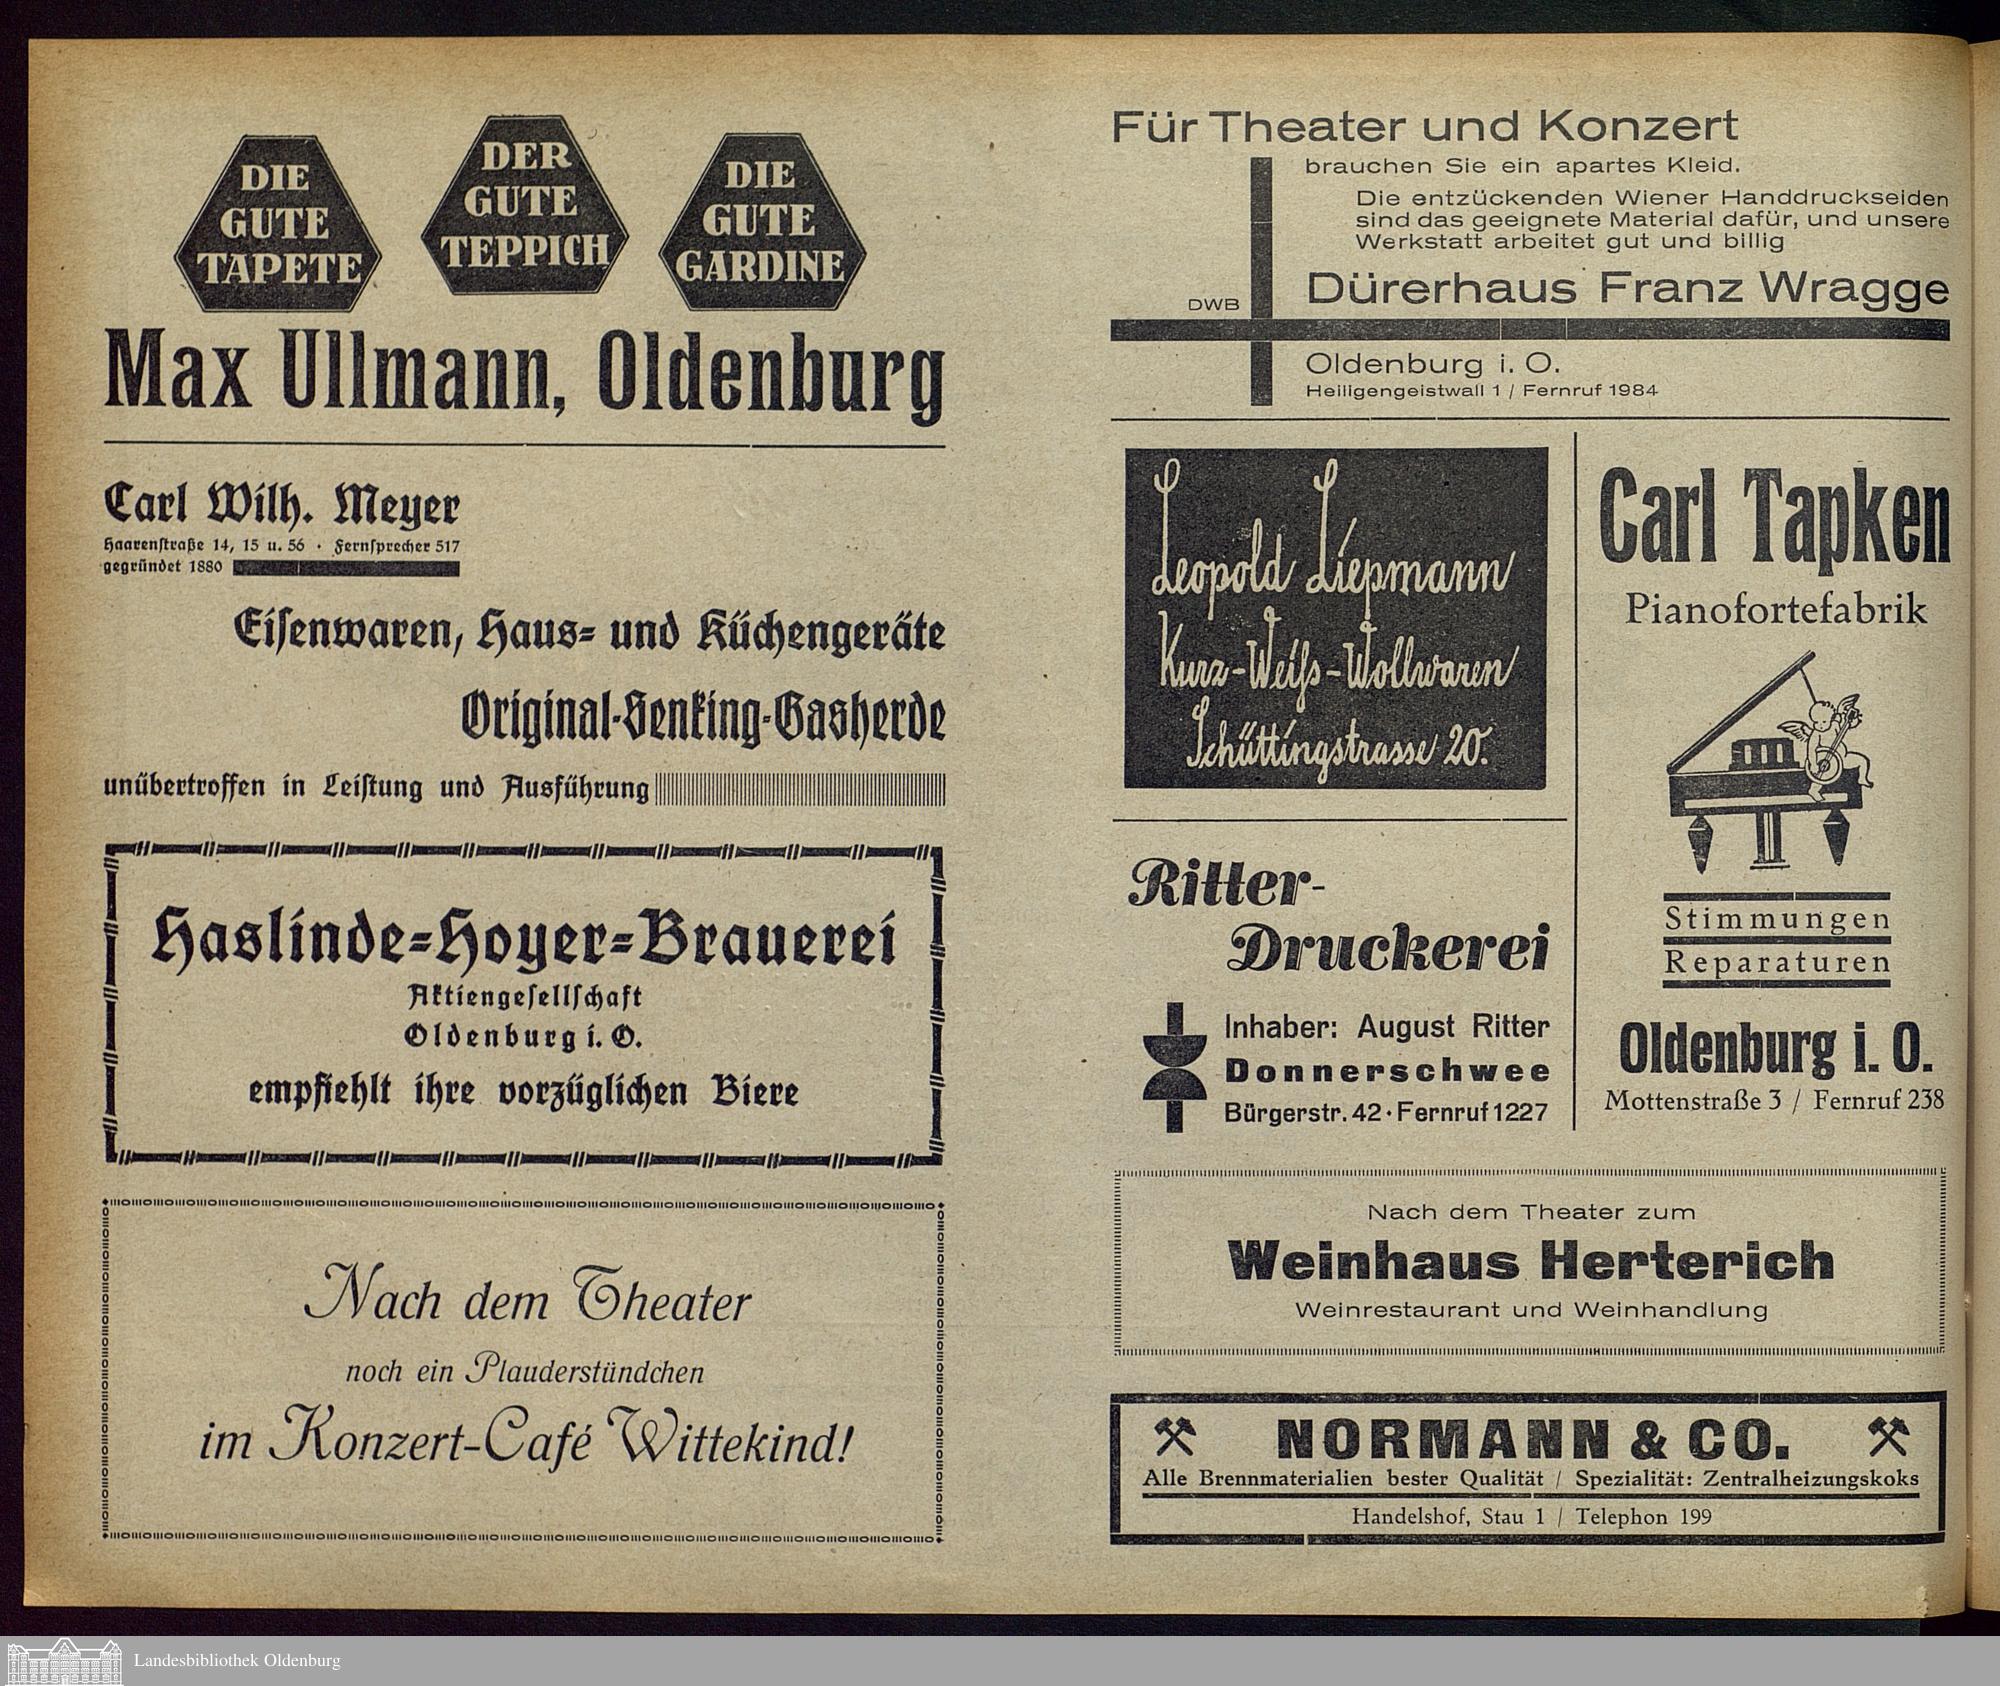 DIE
GUTE
TAPETE
DER
GUTE
TEPPICH
DIE
GUTE
GARDINE
Max Ullmann, Oldenburg
Carl Wilh. Meyer
Haarenſtraße 14, 15 u. 56 · Fernſprecher 517
gegründet 1880
Eiſenwaren, Haus- und Küchengeräte
Original-Senking-Gasherde
unübertroffen in Leiſtung und Ausführung
Haslinde-Hoyer-Brauerei
Aktiengeſellſchaft
Oldenburg i. O.
empfiehlt ihre vorzüglichen Biere
Nach dem Theater
noch ein Plauderstündchen
im Konzert-Café Wittekind!
Für Theater und Konzert
brauchen Sie ein apartes Kleid.
Die entzückenden Wiener Handdruckseiden
sind das geeignete Material dafür, und unsere
Werkstatt arbeitet gut und billig
DWB
Dürerhaus Franz Wragge
Oldenburg i. O.
Heiligengeistwall 1 / Fernruf 1984
Leopold Liepmann
Kurz-Weiſs-Wollwaren
Schüttingstrasse 20.
Ritter-
Druckerei
Inhaber: August Ritter
Donnerschwee
Bürgerstr. 42 · Fernruf 1227
Carl Tapken
Pianofortefabrik
Stimmungen
Reparaturen
Oldenburg i. O.
Mottenstraße 3 / Fernruf 238
Nach dem Theater zum
Weinhaus Herterich
Weinrestaurant und Weinhandlung
NORMANN & CO.
Alle Brennmaterialien bester Qualität / Spezialität: Zentralheizungskoks
Handelshof, Stau 1 / Telephon 199
Landesbibliothek Oldenburg